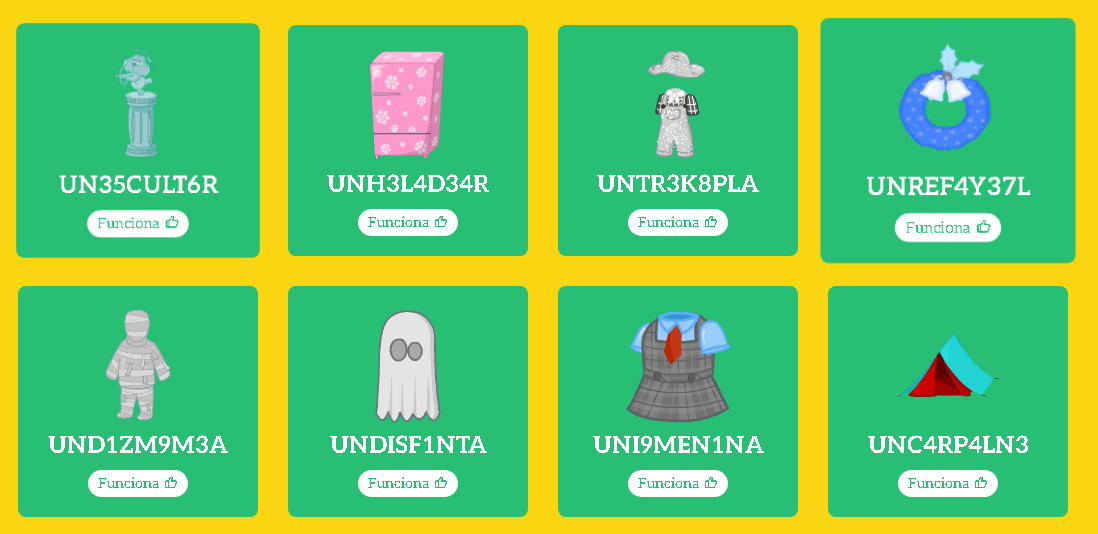 UN35CULT6R
Funciona
UNH3L4D34R
Funciona
UNTR3K8PLA
Funciona
UNREF4Y37L
Funciona
UND1ZM9M3A
Funciona
UNDISF1NTA
Funciona
UNI9MEN1NA
Funciona
UNC4RP4LN3
Funciona